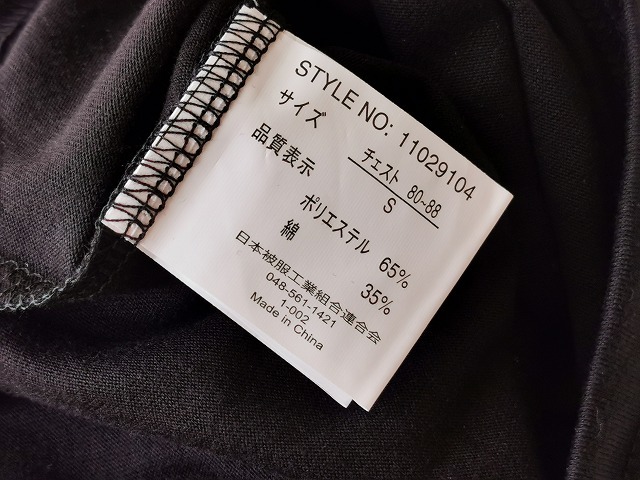 STYLE NO: 11029104
サイズ
チェスト 80~88
S
品質表示
ポリエステル 65%
綿 35%
日本被服工業組合連合会
048-561-1421
1-002
Made In China